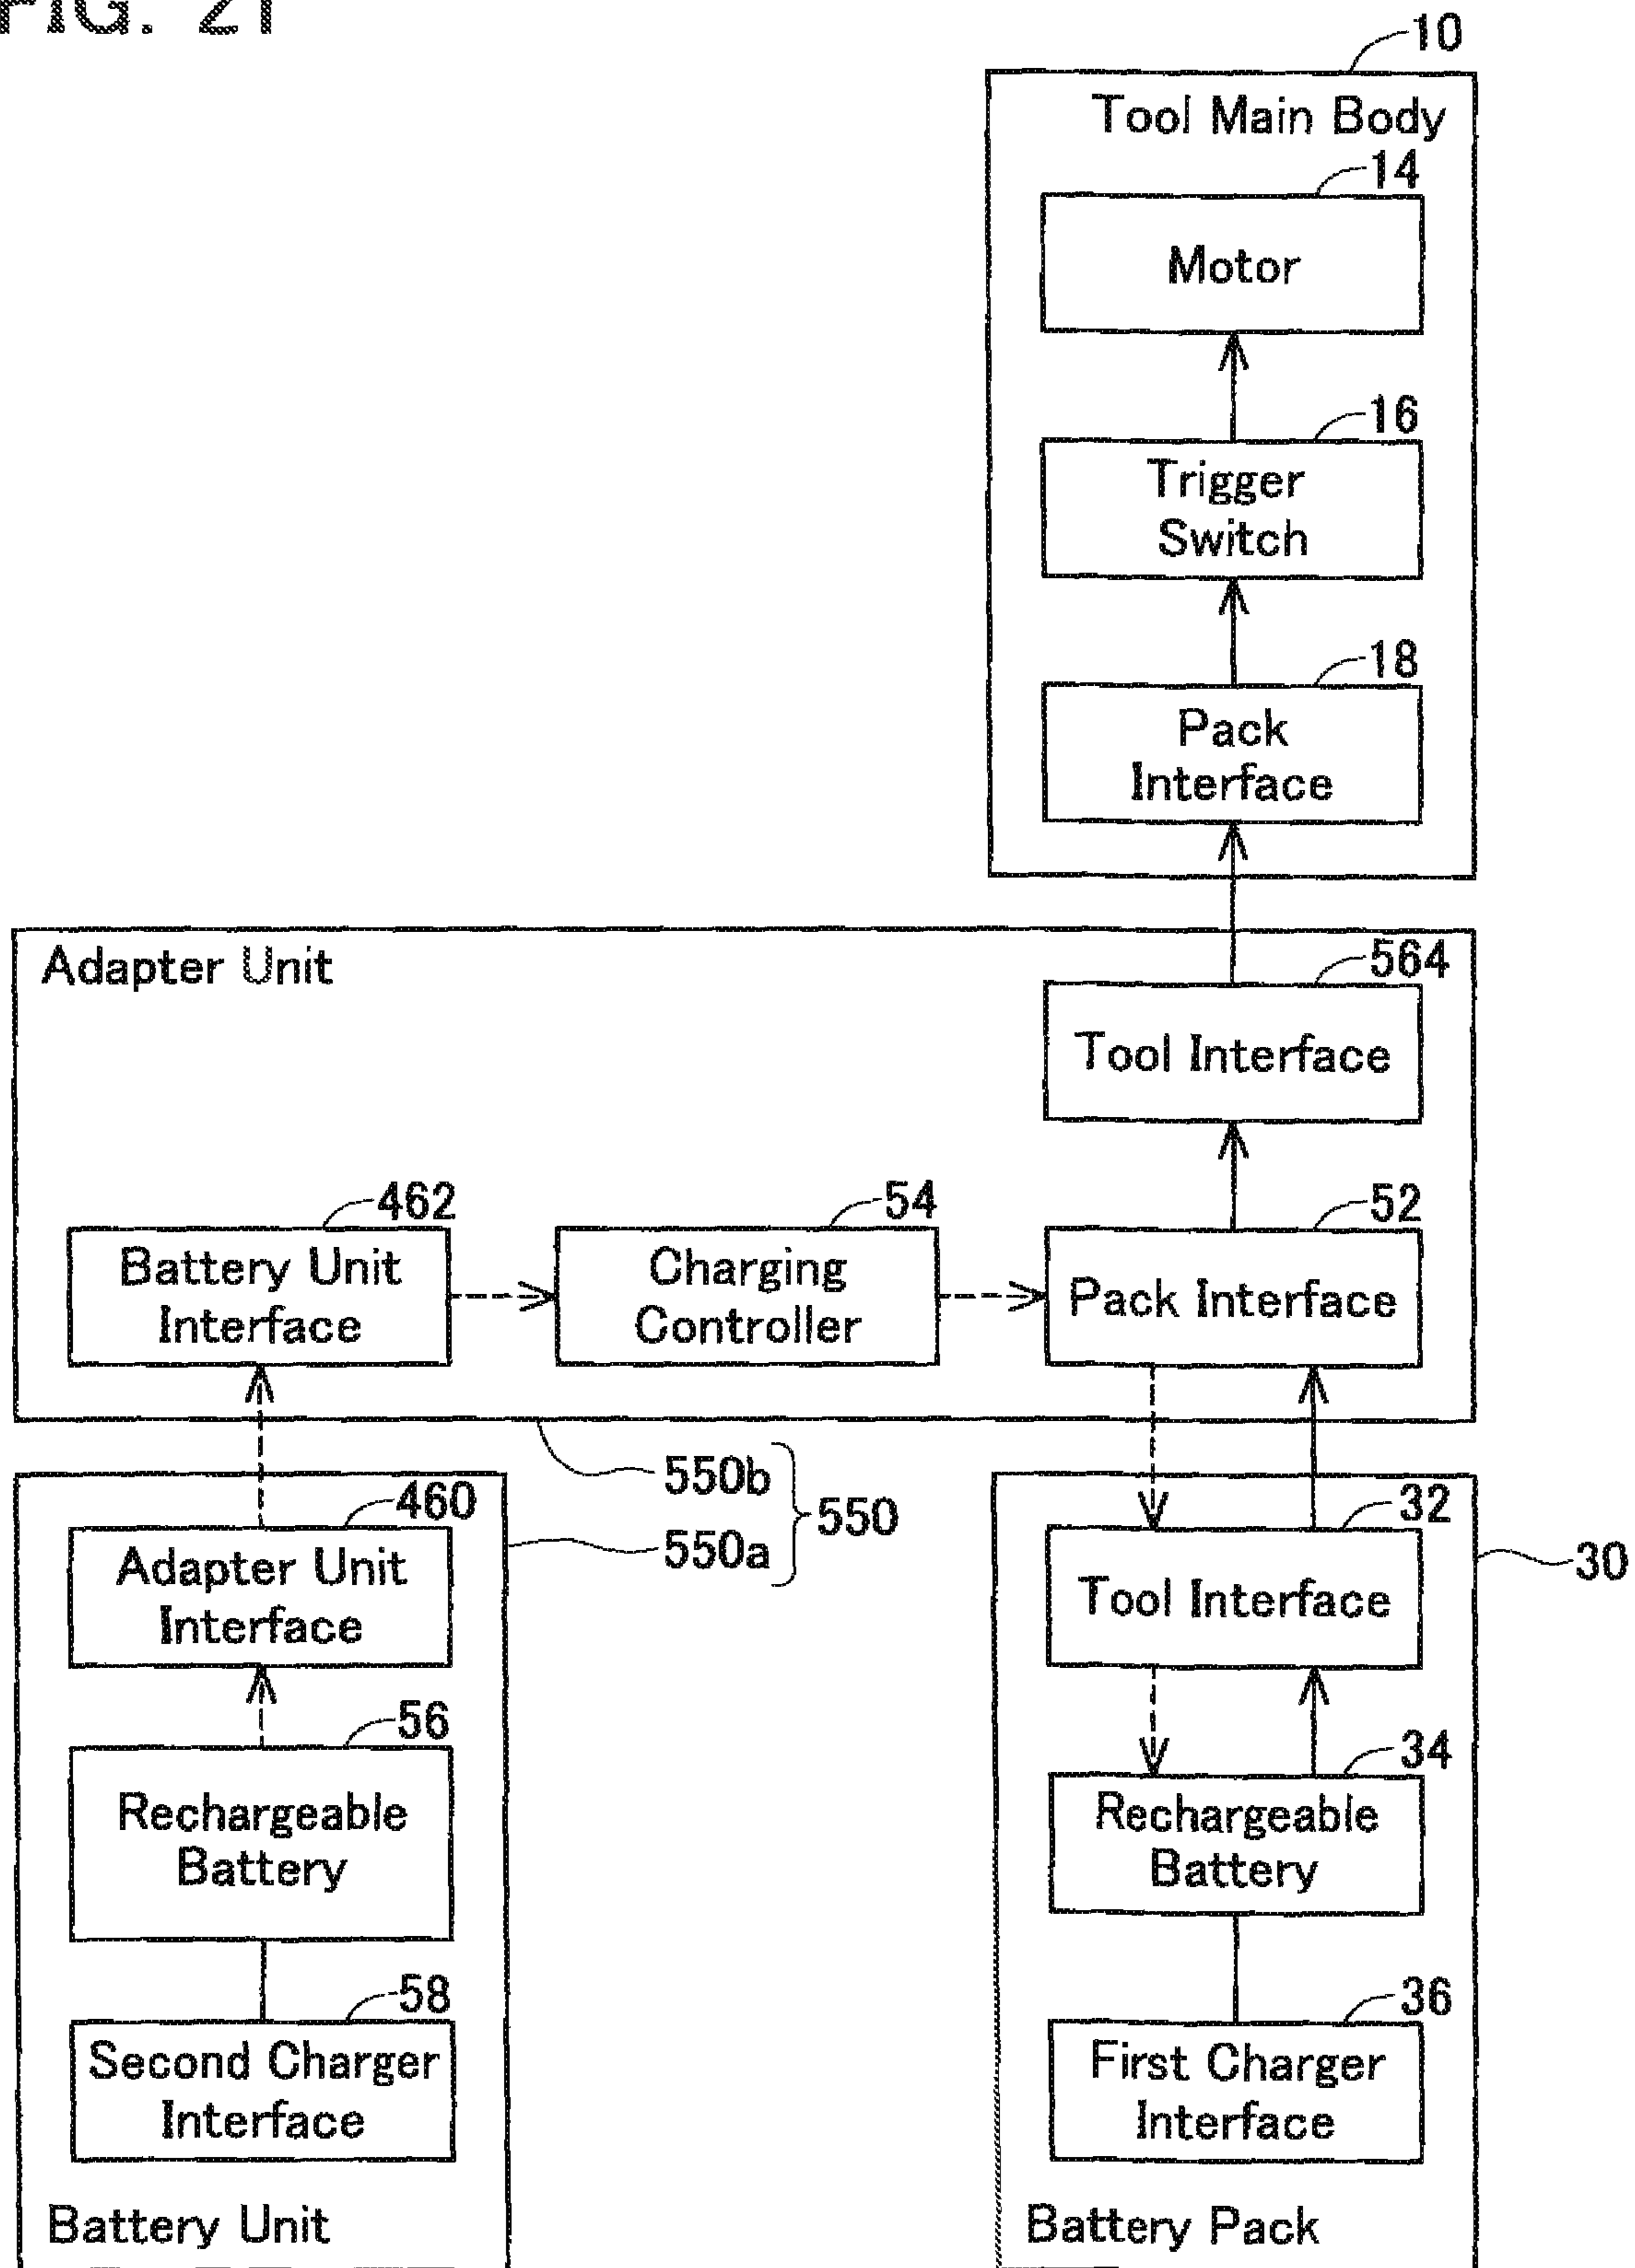 FIG. 21
10
Tool Main Body
14
Motor
16
Trigger
Switch
18
Pack
Interface
Adapter Unit
564
Tool Interface
462
Battery Unit
Interface
54
Charging
Controller
52
Pack Interface
550b
550a
550
460
Adapter Unit
Interface
56
Rechargeable
Battery
58
Second Charger
Interface
Battery Unit
32
30
Tool Interface
34
Rechargeable
Battery
36
First Charger
Interface
Battery Pack